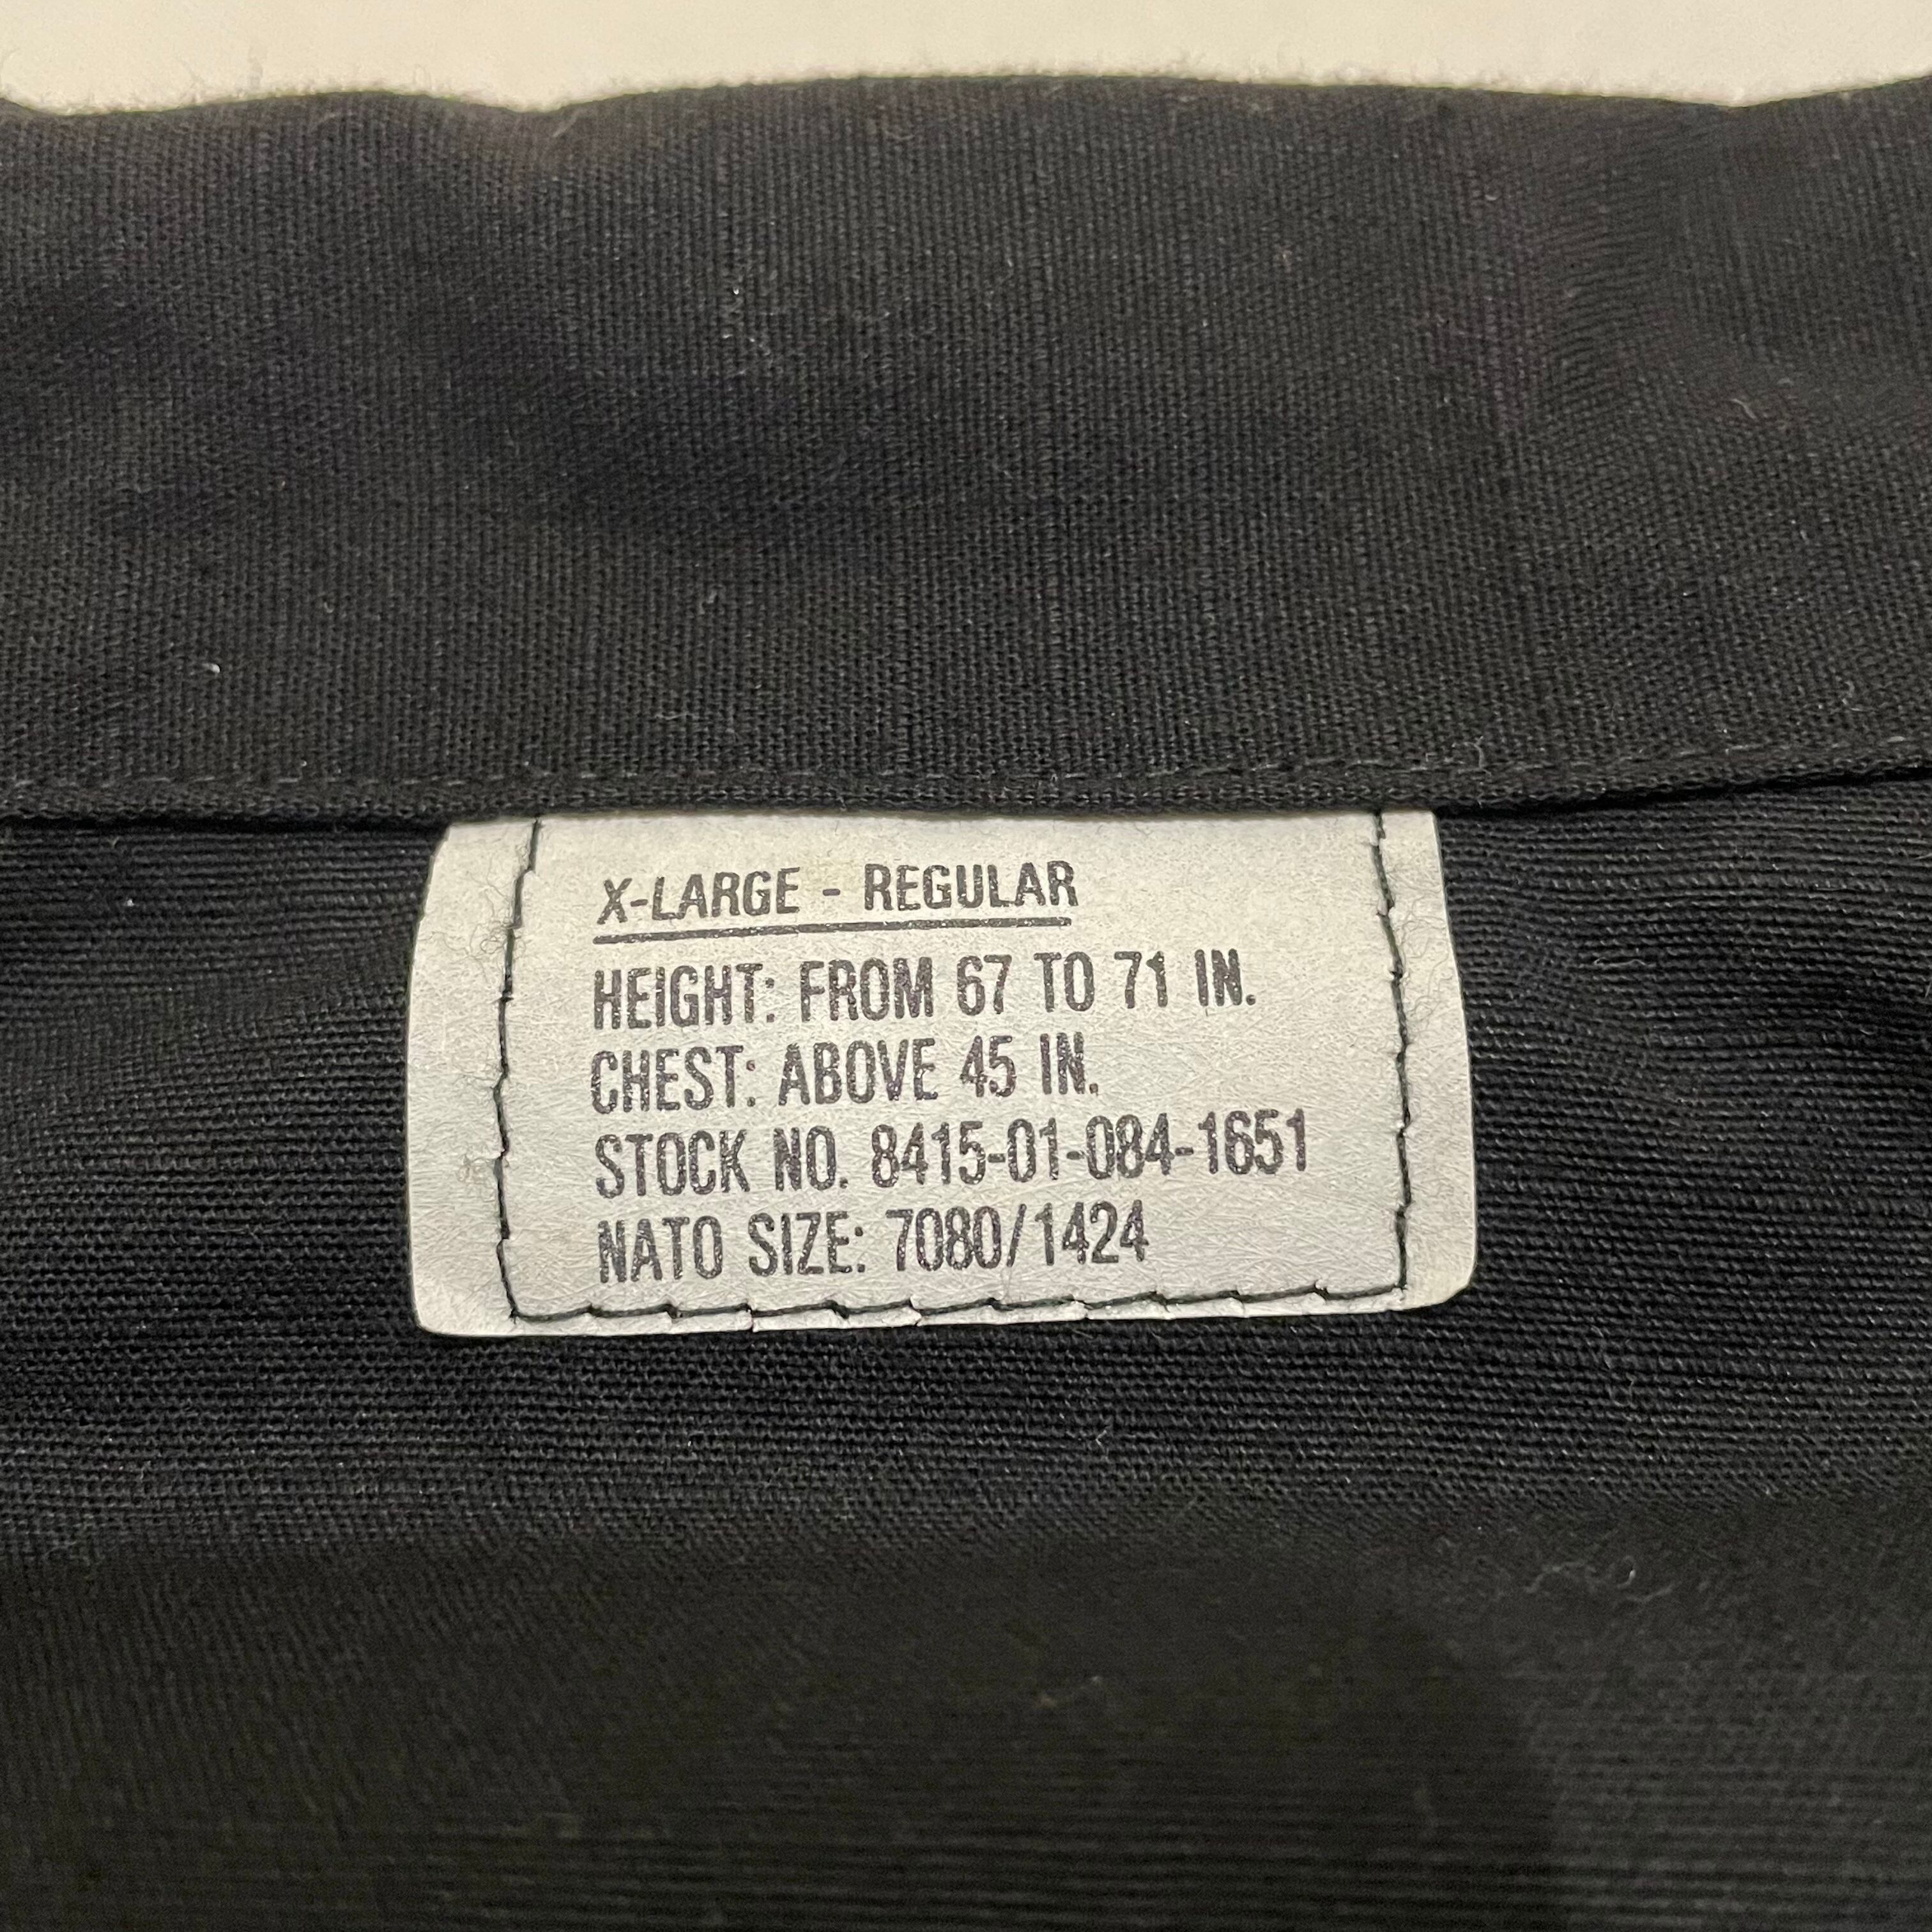 X-LARGE - REGULAR
HEIGHT: FROM 67 TO 71 IN.
CHEST: ABOVE 45 IN.
STOCK NO. 8415-01-084-1651
NATO SIZE: 7080/1424